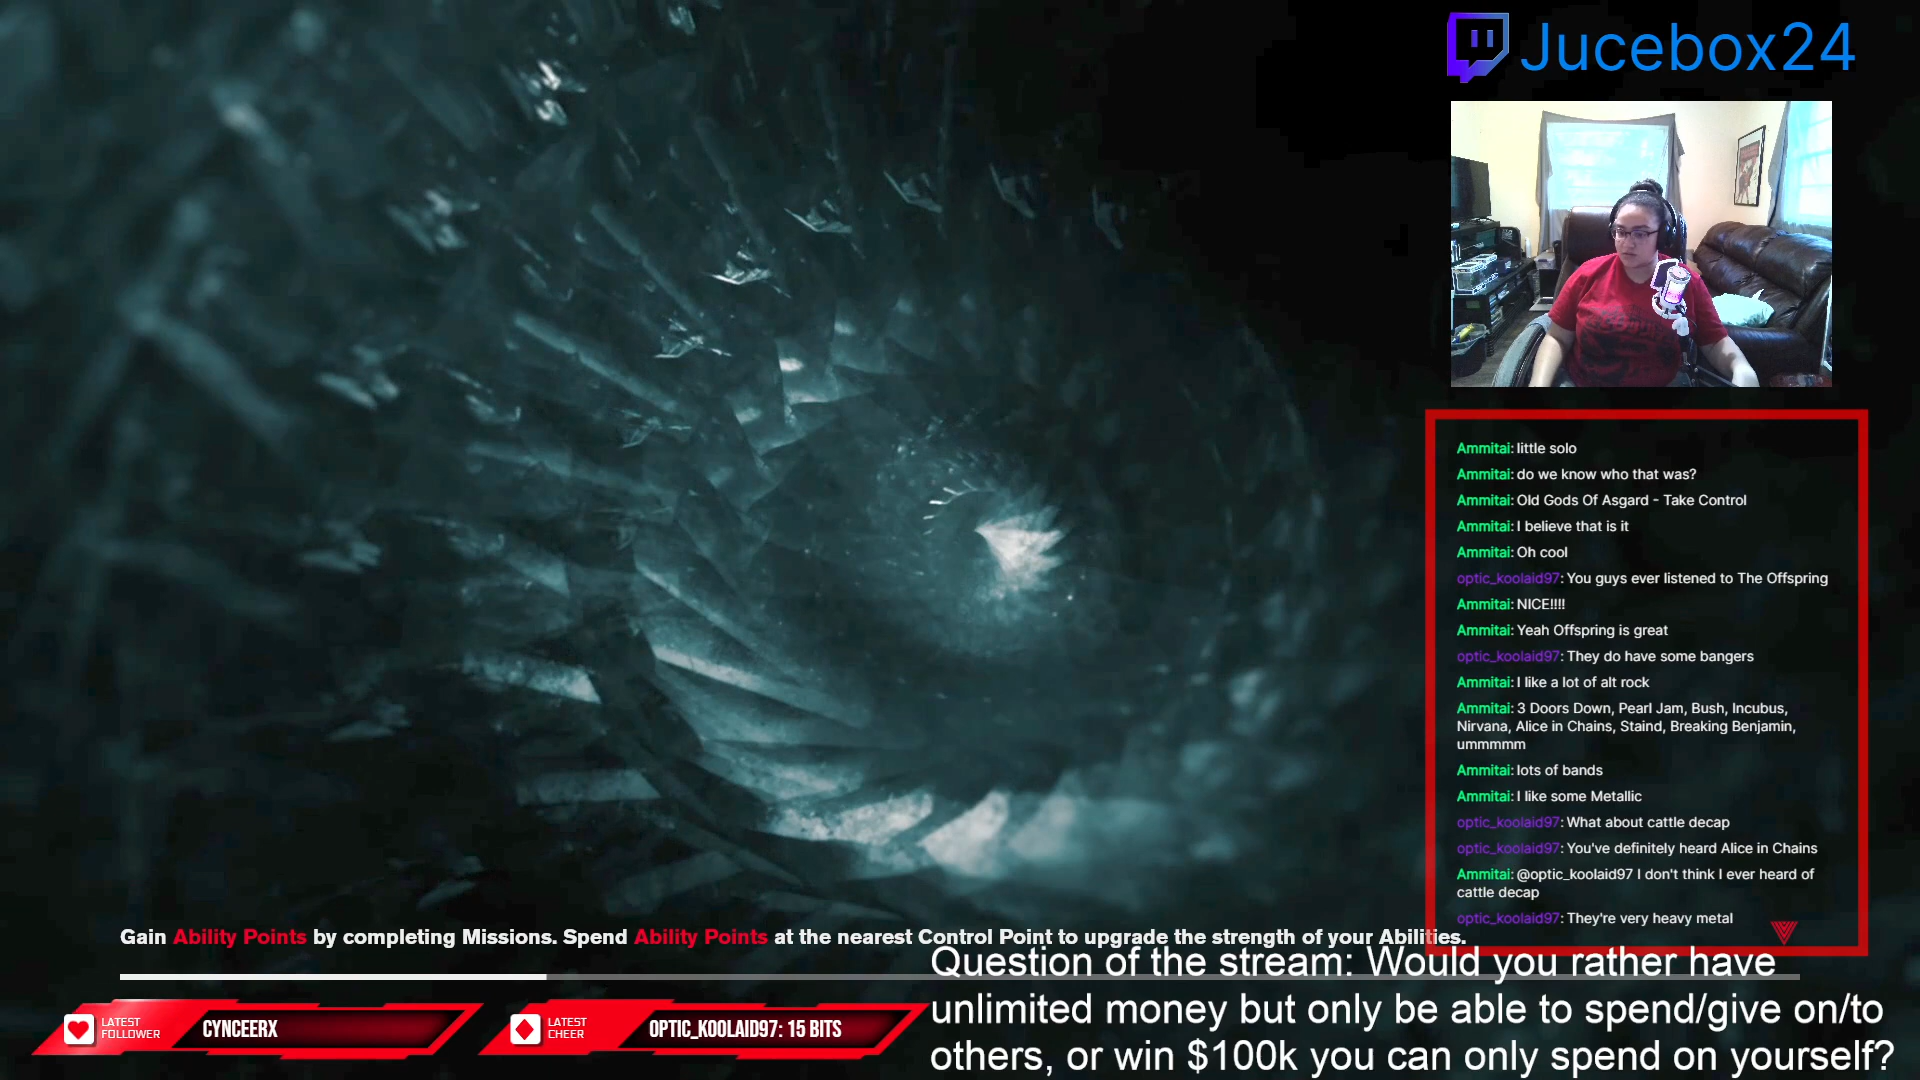 Jucebox24
Ammitai: little solo
Ammitai: do we know who that was?
Ammitai: Old Gods Of Asgard - Take Control
Ammitai: I believe that is it
Ammitai: Oh cool
optic_koolaid97: You guys ever listened to The Offspring
Ammitai: NICE!!!!
Ammitai: Yeah Offspring is great
optic_koolaid97: They do have some bangers
Ammitai: I like a lot of alt rock
Ammitai: 3 Doors Down, Pearl Jam, Bush, Incubus,
Nirvana, Alice in Chains, Staind, Breaking Benjamin,
ummmmm
Ammitai: lots of bands
Ammitai: I like some Metallic
optic_koolaid97: What about cattle decap
optic_koolaid97: You've definitely heard Alice in Chains
Ammitai: @optic_koolaid97 I don't think I ever heard of
cattle decap
optic_koolaid97: They're very heavy metal
Gain Ability Points by completing Missions. Spend Ability Points at the nearest Control Point to upgrade the strength of your Abilities.
Question of the stream: Would you rather have
unlimited money but only be able to spend/give on/to
others, or win $100k you can only spend on yourself?
LATEST
FOLLOWER
CYNCEERX
LATEST
CHEER
OPTIC_KOOLAID97: 15 BITS